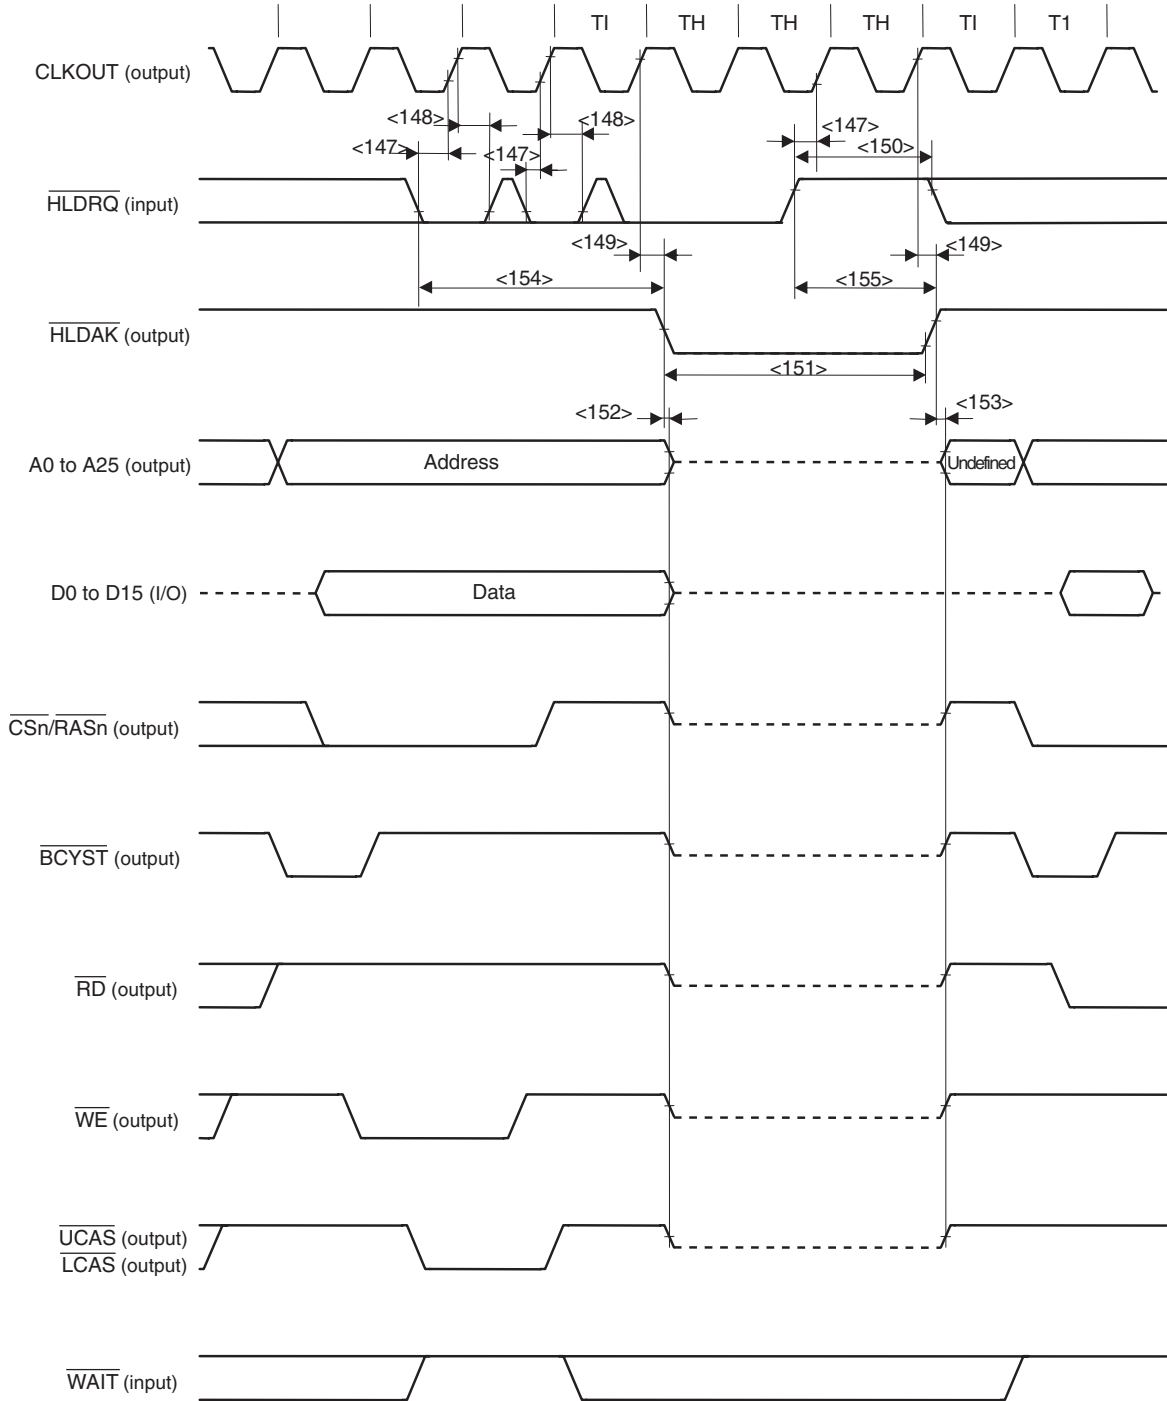 TI TH TH TH TI T1
CLKOUT (output)
<148> <148> <147>
<147> <147> <150>
HLDRQ (input)
<149> <149>
<154> <155>
HLDAK (output)
<151>
<152> <153>
A0 to A25 (output) Address Undefined
D0 to D15 (I/O) Data
CSn/RASn (output)
BCYST (output)
RD (output)
WE (output)
UCAS (output)
LCAS (output)
WAIT (input)